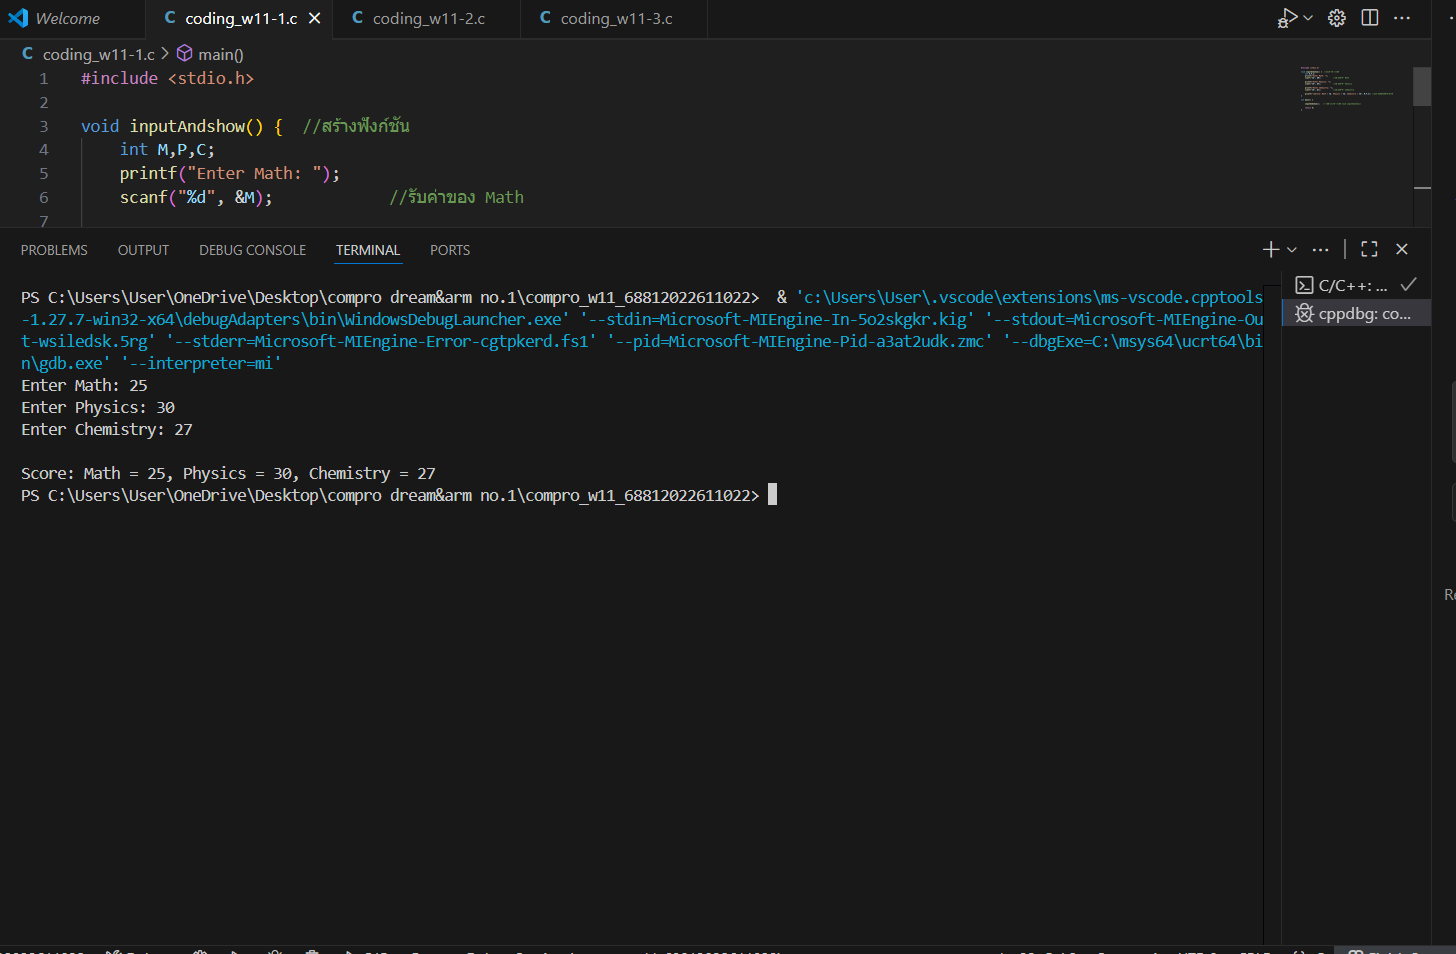 Welcome
coding_w11-1.c
coding_w11-2.c
coding_w11-3.c
coding_w11-1.c > main()
1 #include <stdio.h>
2
3 void inputAndshow() { //สร้างฟังก์ชัน
4 int M,P,C;
5 printf("Enter Math: ");
6 scanf("%d", &M); //รับค่าของ Math
7
PROBLEMS OUTPUT DEBUG CONSOLE TERMINAL PORTS
C/C++: ...
cppdbg: co...
PS C:\Users\User\OneDrive\Desktop\compro dream&arm no.1\compro_w11_68812022611022> & 'c:\Users\User\.vscode\extensions\ms-vscode.cpptools
-1.27.7-win32-x64\debugAdapters\bin\WindowsDebugLauncher.exe' '--stdin=Microsoft-MIEngine-In-5o2skgkr.kig' '--stdout=Microsoft-MIEngine-Ou
t-wsiledsk.5rg' '--stderr=Microsoft-MIEngine-Error-cgtpkerd.fs1' '--pid=Microsoft-MIEngine-Pid-a3at2udk.zmc' '--dbgExe=C:\msys64\ucrt64\bi
n\gdb.exe' '--interpreter=mi'
Enter Math: 25
Enter Physics: 30
Enter Chemistry: 27
Score: Math = 25, Physics = 30, Chemistry = 27
PS C:\Users\User\OneDrive\Desktop\compro dream&arm no.1\compro_w11_68812022611022>